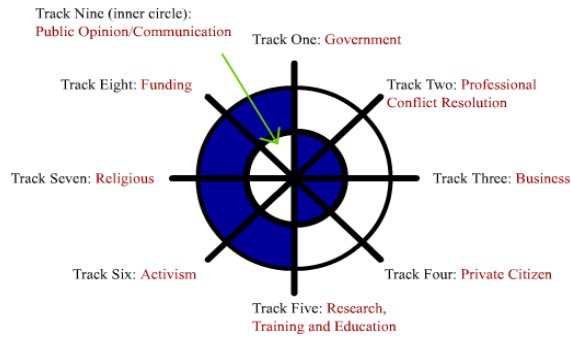 Track Nine (inner circle):
Public Opinion/Communication
Track One: Government
Track Eight: Funding
Track Two: Professional
Conflict Resolution
Track Seven: Religious
Track Three: Business
Track Six: Activism
Track Four: Private Citizen
Track Five: Research,
Training and Education